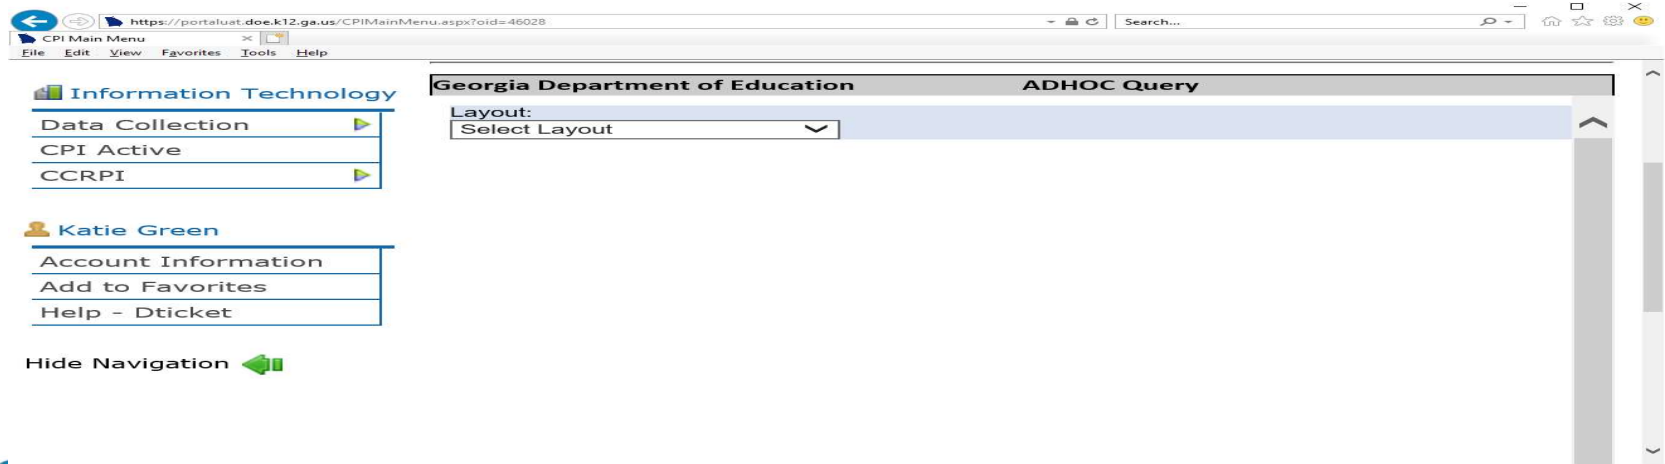 https://portaluat.doe.k12.ga.us/CPIMainMenu.aspx?oid=46028
Search...
CPI Main Menu
File Edit View Favorites Tools Help
Georgia Department of Education ADHOC Query
Information Technology
Layout:
Select Layout
Data Collection
CPI Active
CCRPI
Katie Green
Account Information
Add to Favorites
Help - Dticket
Hide Navigation